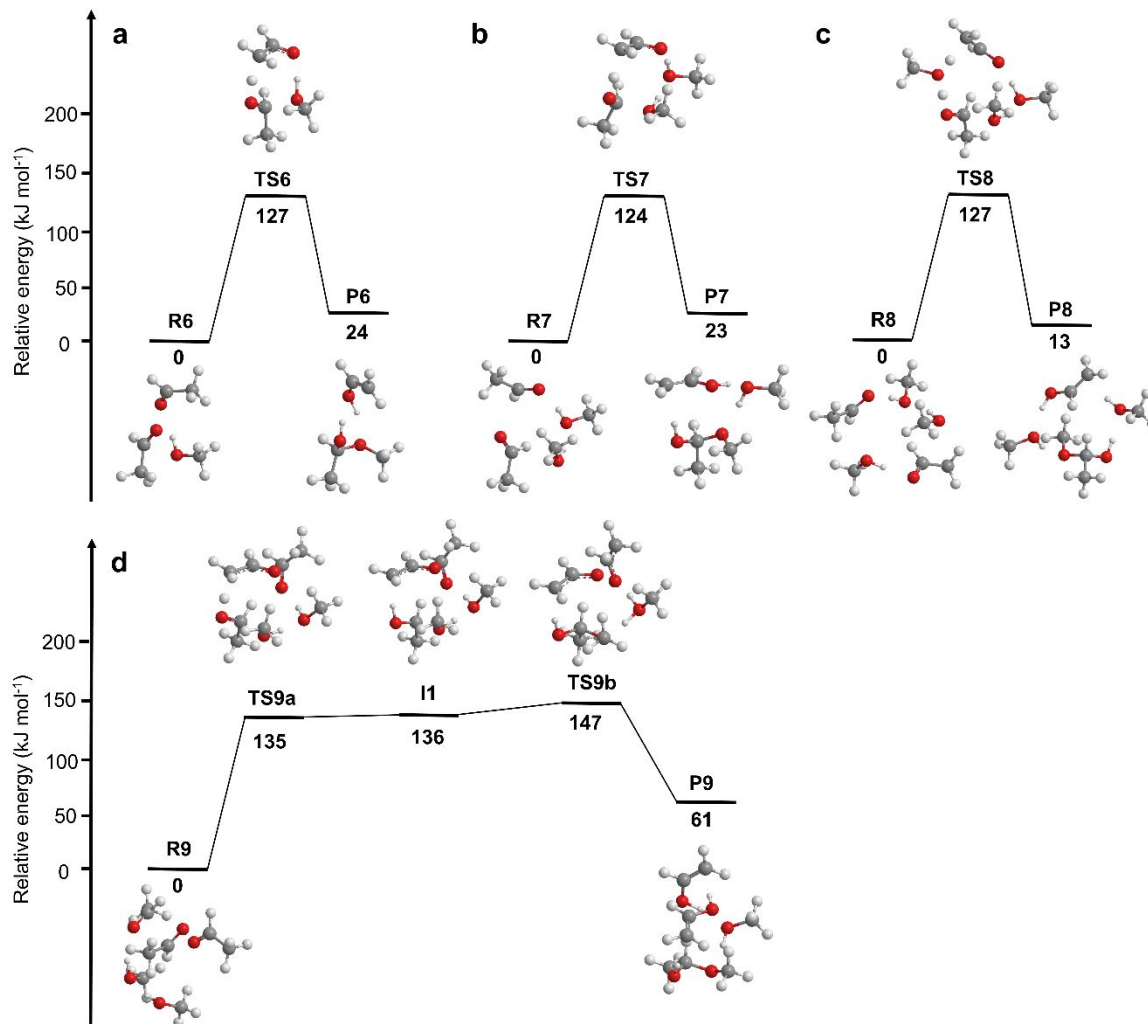 a
b
c
Relative energy (kJ mol⁻¹)
200
150
100
50
0
TS6
127
R6
0
P6
24
TS7
124
R7
0
P7
23
TS8
127
R8
0
P8
13
d
Relative energy (kJ mol⁻¹)
200
150
100
50
0
TS9a
135
I1
136
TS9b
147
R9
0
P9
61